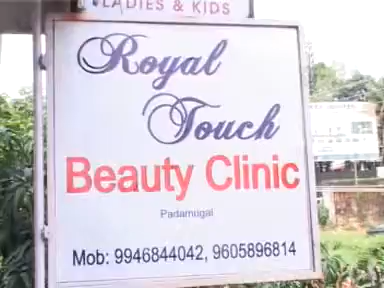 LADIES & KIDS
Royal
Touch
Beauty Clinic
Padamugal
Mob: 9946844042, 9605896814